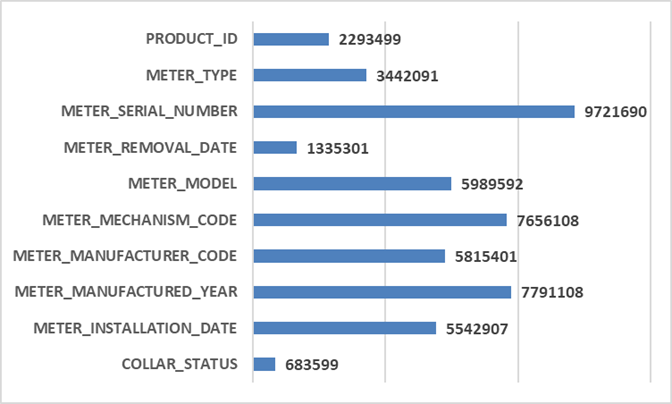 PRODUCT_ID 2293499
METER_TYPE 3442091
METER_SERIAL_NUMBER 9721690
METER_REMOVAL_DATE 1335301
METER_MODEL 5989592
METER_MECHANISM_CODE 7656108
METER_MANUFACTURER_CODE 5815401
METER_MANUFACTURED_YEAR 7791108
METER_INSTALLATION_DATE 5542907
COLLAR_STATUS 683599